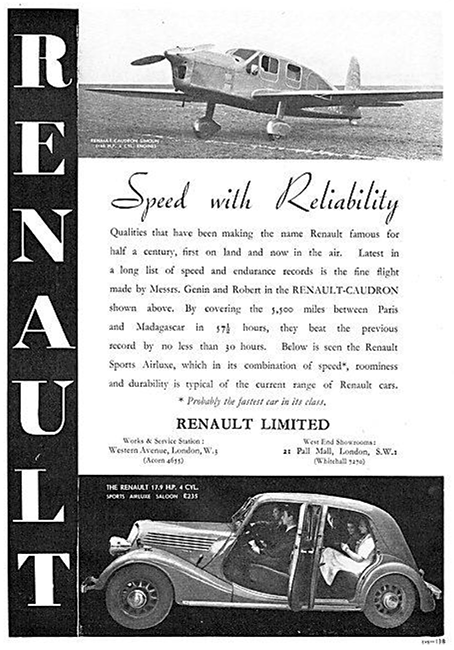 RENAULT
RENAULT-CAUDRON SIMOUN
(140 H.P. 4 CYL. ENGINE)
Speed with Reliability
Qualities that have been making the name Renault famous for
half a century, first on land and now in the air. Latest in
a long list of speed and endurance records is the fine flight
made by Messrs. Genin and Robert in the RENAULT-CAUDRON
shown above. By covering the 5,500 miles between Paris
and Madagascar in 57½ hours, they beat the previous
record by no less than 30 hours. Below is seen the Renault
Sports Airluxe, which in its combination of speed*, roominess
and durability is typical of the current range of Renault cars.
* Probably the fastest car in its class.
RENAULT LIMITED
Works & Service Station :
Western Avenue, London, W.3
(Acorn 4655)
West End Showrooms :
21 Pall Mall, London, S.W.1
(Whitehall 7270)
THE RENAULT 17.9 H.P. 4 CYL.
SPORTS AIRLUXE SALOON £235